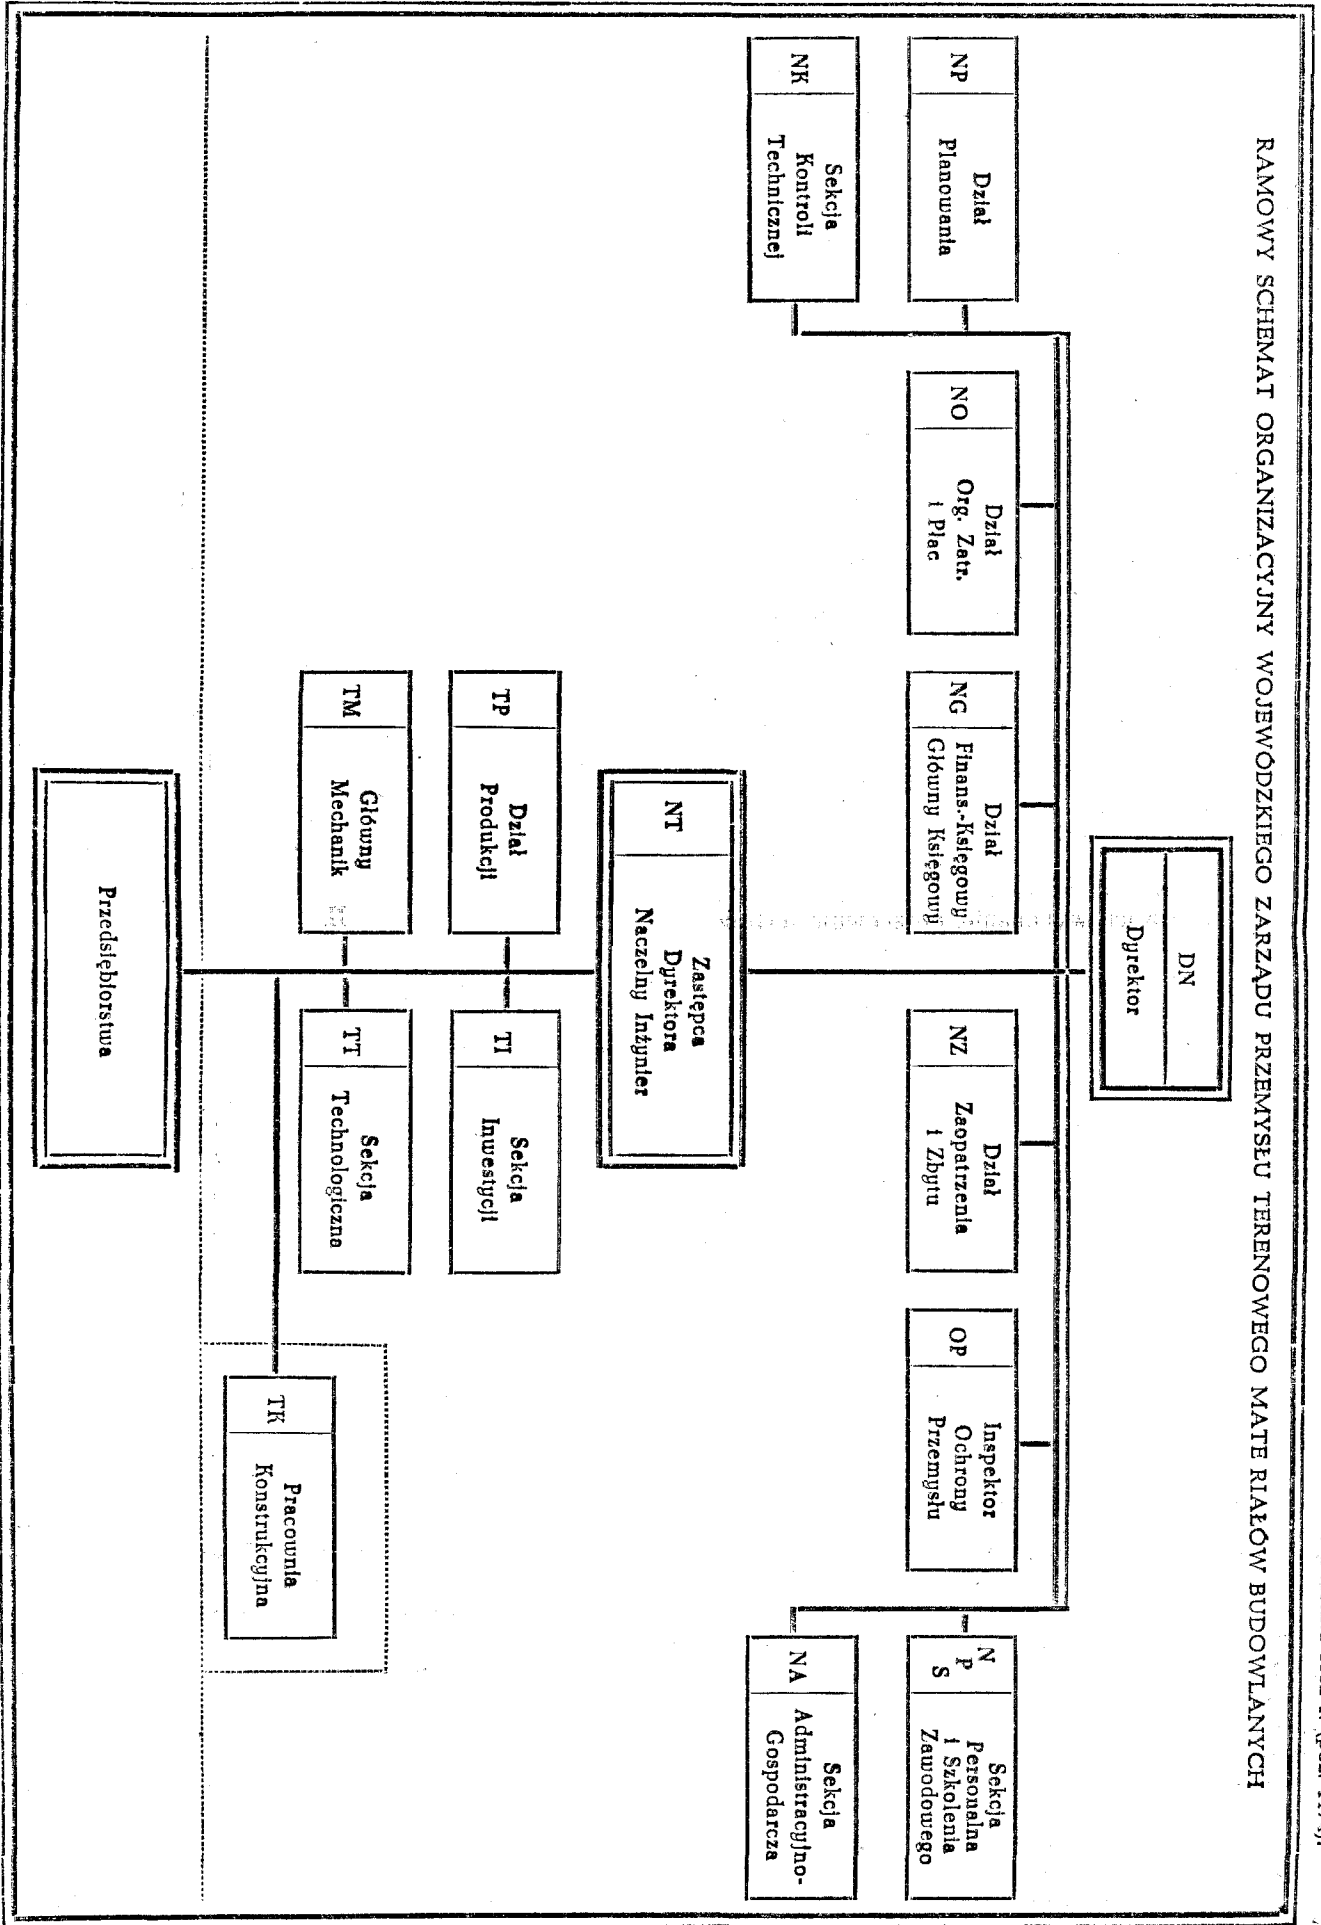 RAMOWY SCHEMAT ORGANIZACYJNY WOJEWÓDZKIEGO ZARZĄDU PRZEMYSŁU TERENOWEGO MATE RIAŁÓW BUDOWLANYCH
DN
Dyrektor
NP
Dział
Planowania
NO
Dział
Org. Zatr.
i Płac
NG
Dział
Finans.-Księgowy
Główny Księgowy
NZ
Dział
Zaopatrzenia
i Zbytu
OP
Inspektor
Ochrony
Przemysłu
N
P
S
Sekcja
Personalna
i Szkolenia
Zawodowego
NK
Sekcja
Kontroli
Technicznej
NA
Sekcja
Administracyjno-
Gospodarcza
NT
Zastępca
Dyrektora
Naczelny Inżynier
TP
Dział
Produkcji
TI
Sekcja
Inwestycji
TM
Główny
Mechanik
TT
Sekcja
Technologiczna
TK
Pracownia
Konstrukcyjna
Przedsiębiorstwa